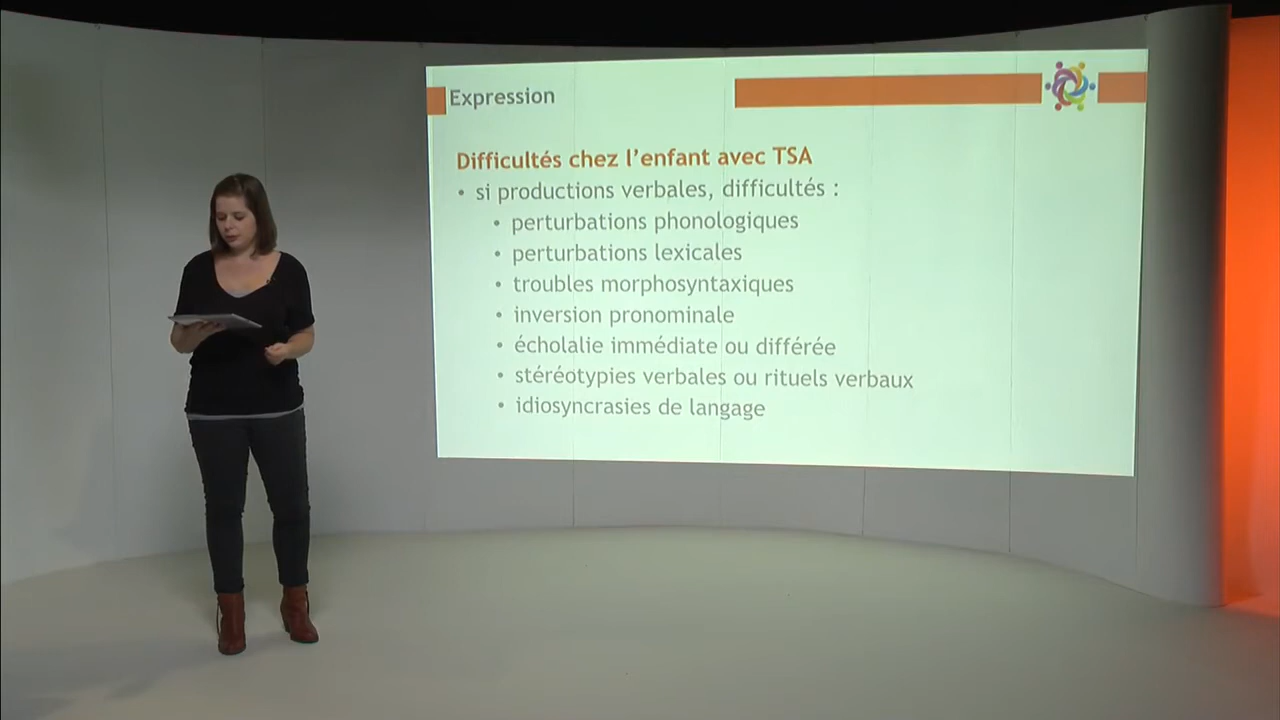 Expression
Difficultés chez l’enfant avec TSA
• si productions verbales, difficultés :
• perturbations phonologiques
• perturbations lexicales
• troubles morphosyntaxiques
• inversion pronominale
• écholalie immédiate ou différée
• stéréotypies verbales ou rituels verbaux
• idiosyncrasies de langage